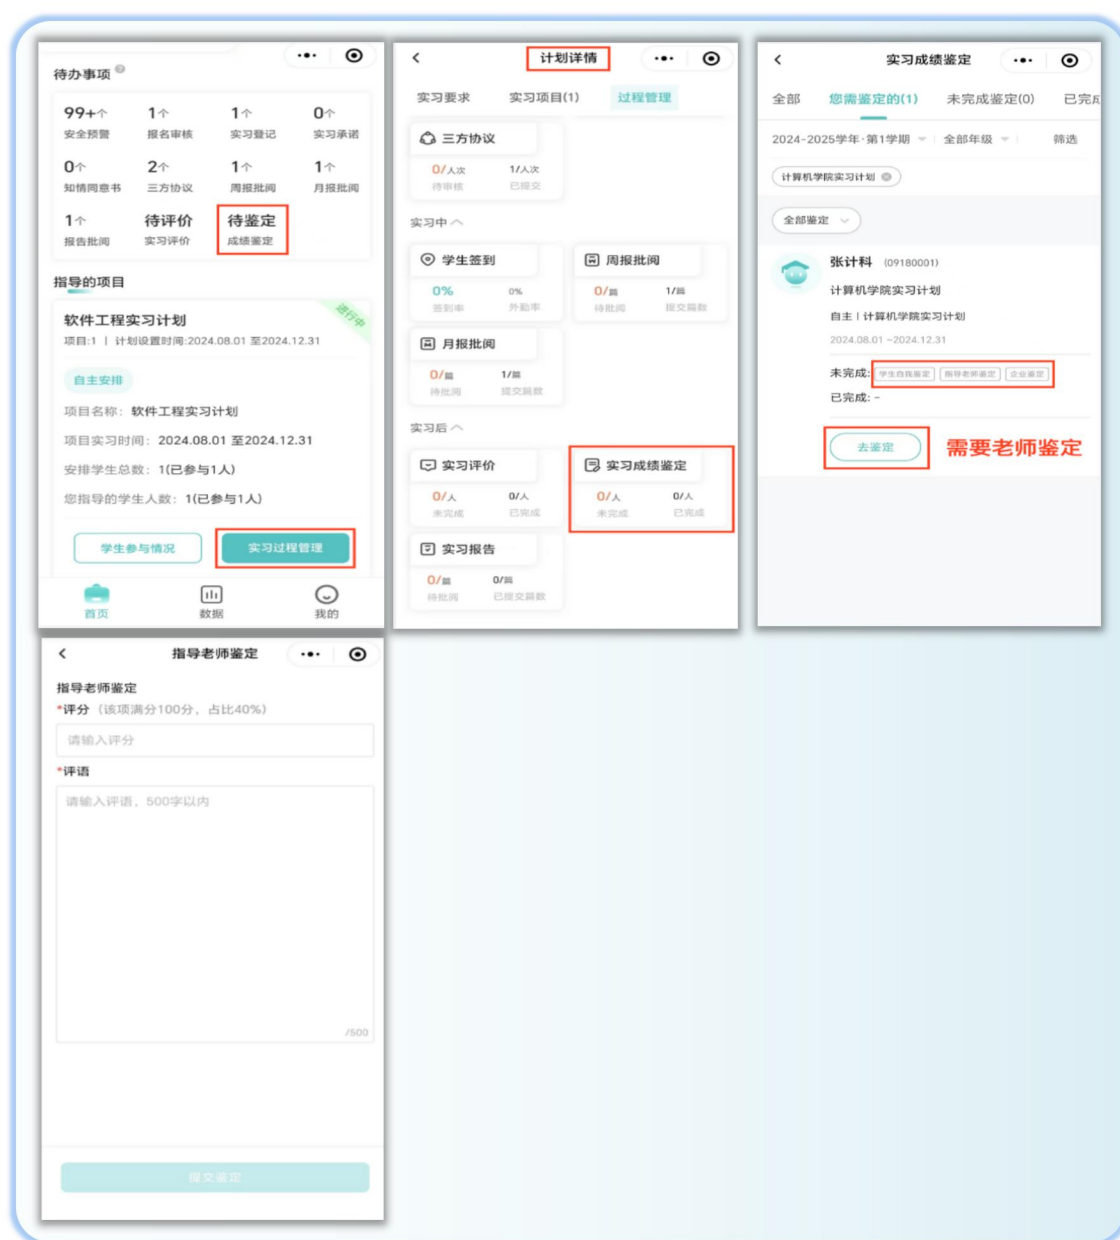 待办事项
99+个 1个 1个 0个
安全预警 报名审核 实习登记 实习承诺
0个 2个 1个 1个
知情同意书 三方协议 周报批阅 月报批阅
1个 待评价 待鉴定
报告批阅 实习评价 成绩鉴定
指导的项目
进行中
软件工程实习计划
项目:1 | 计划设置时间:2024.08.01 至2024.12.31
自主安排
项目名称：软件工程实习计划
项目实习时间：2024.08.01 至2024.12.31
安排学生总数：1(已参与1人)
您指导的学生人数：1(已参与1人)
学生参与情况 实习过程管理
首页 数据 我的
计划详情
实习要求 实习项目(1) 过程管理
三方协议
0/人次 1/人次
待审核 已提交
实习中
学生签到 周报批阅
0% 0% 0/篇 1/篇
签到率 外勤率 待批阅 提交篇数
月报批阅
0/篇 1/篇
待批阅 提交篇数
实习后
实习评价 实习成绩鉴定
0/人 0/人 0/人 0/人
未完成 已完成 未完成 已完成
实习报告
0/篇 0/篇
待批阅 已提交篇数
实习成绩鉴定
全部 您需鉴定的(1) 未完成鉴定(0) 已完成
2024-2025学年·第1学期 全部年级 筛选
计算机学院实习计划
全部鉴定
张计科 (09180001)
计算机学院实习计划
自主 | 计算机学院实习计划
2024.08.01 ~2024.12.31
未完成: 学生自我鉴定 指导老师鉴定 企业鉴定
已完成: -
去鉴定 需要老师鉴定
指导老师鉴定
指导老师鉴定
*评分（该项满分100分，占比40%）
请输入评分
*评语
请输入评语，500字以内
/500
提交鉴定